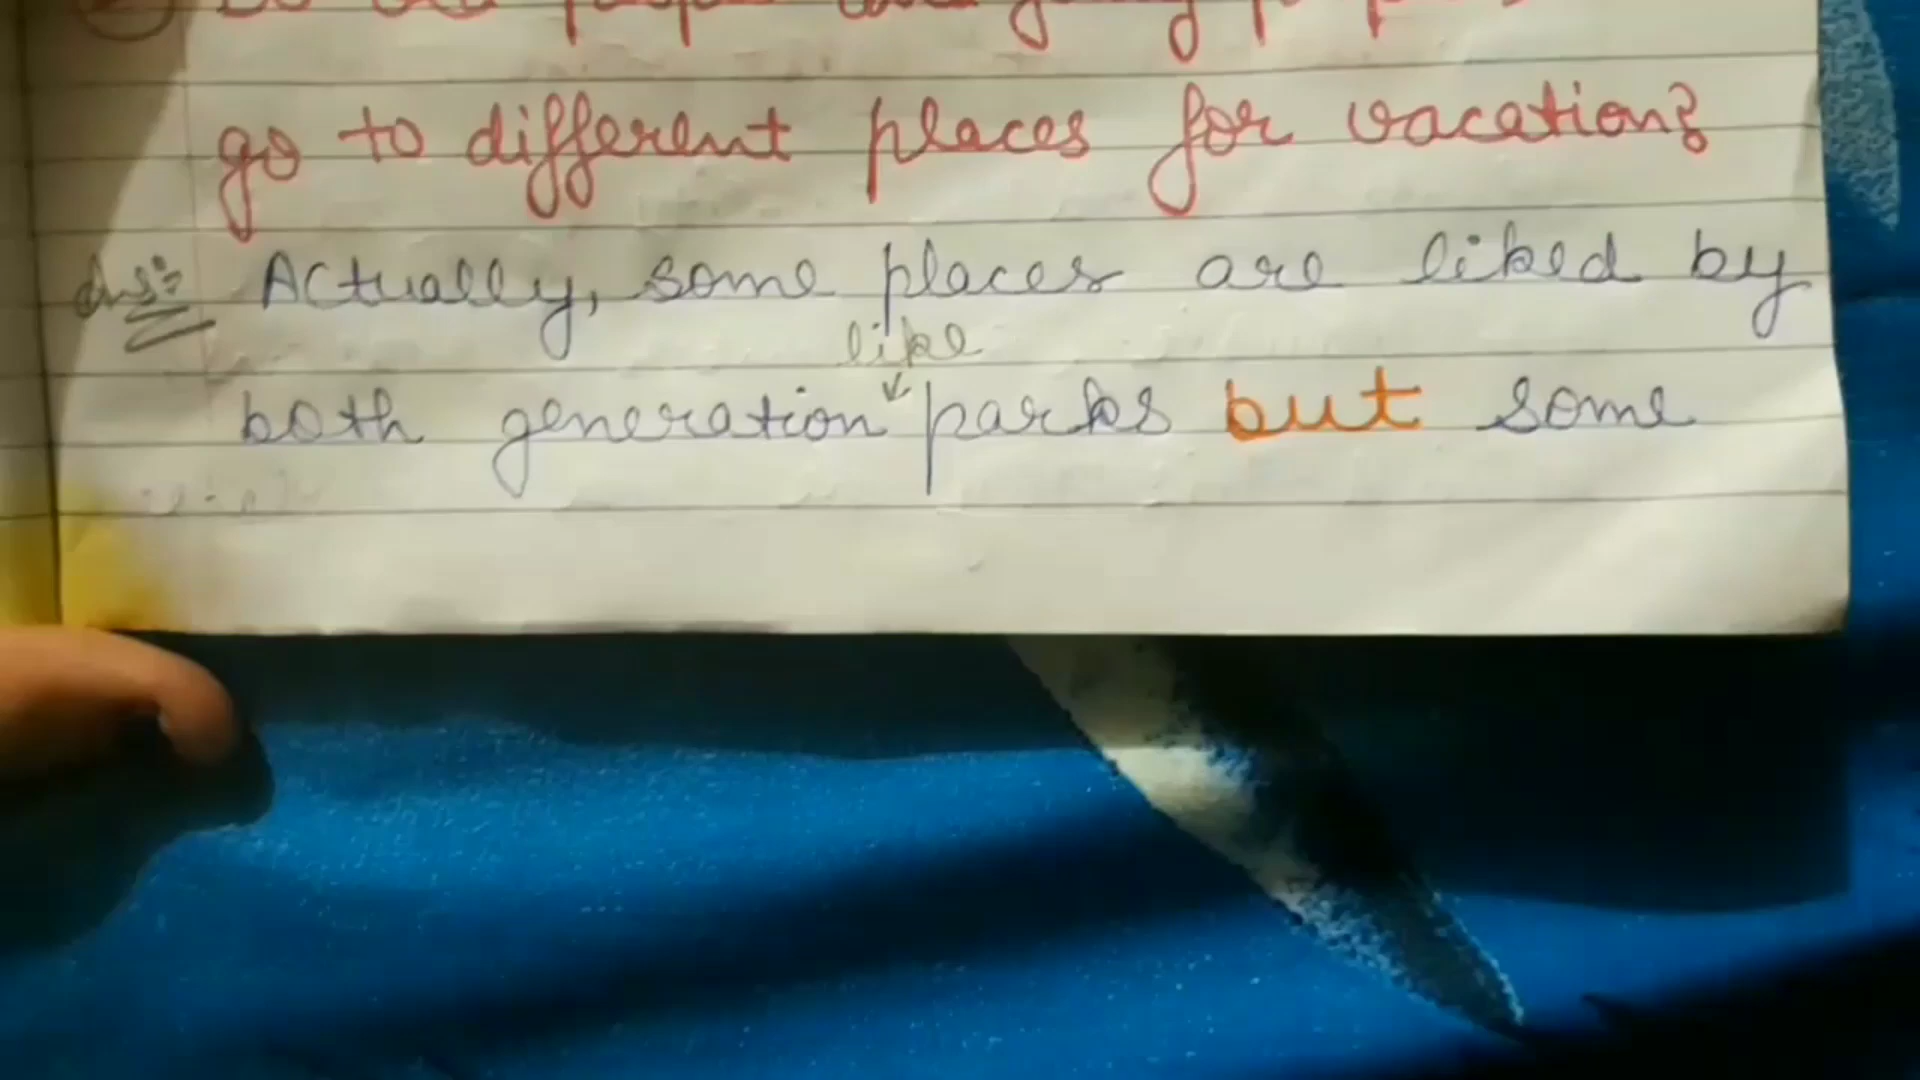 go to different places for vacation?
Ans:- Actually, some places are liked by
like
both generation parks but some